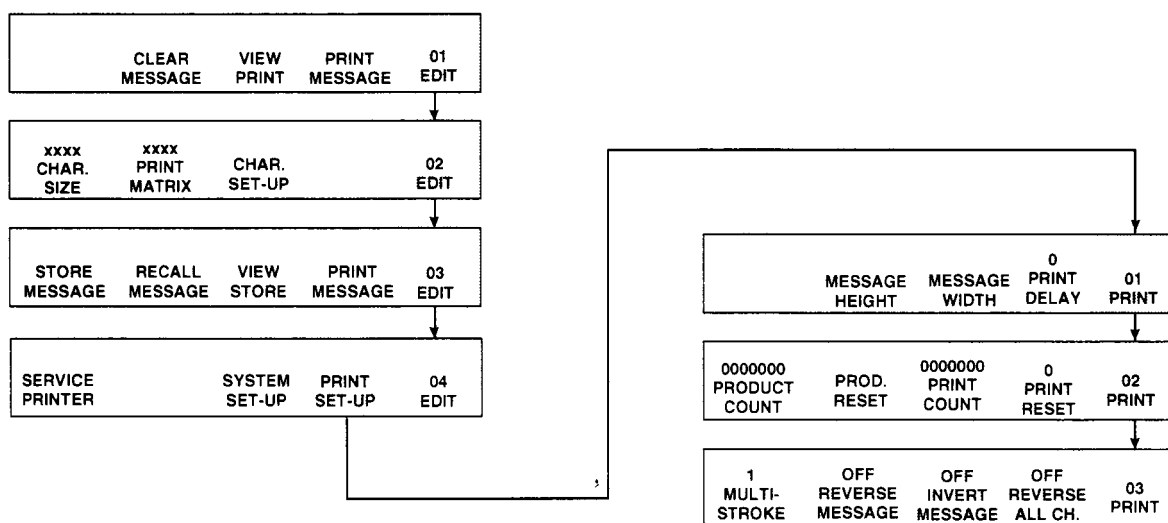 CLEAR VIEW PRINT 01
MESSAGE PRINT MESSAGE EDIT
xxxx xxxx
CHAR. PRINT CHAR. 02
SIZE MATRIX SET-UP EDIT
STORE RECALL VIEW PRINT 03
MESSAGE MESSAGE STORE MESSAGE EDIT
SERVICE SYSTEM PRINT 04
PRINTER SET-UP SET-UP EDIT
0
MESSAGE MESSAGE PRINT 01
HEIGHT WIDTH DELAY PRINT
0000000 0000000 0
PRODUCT PROD. PRINT PRINT 02
COUNT RESET COUNT RESET PRINT
1 OFF OFF OFF
MULTI- REVERSE INVERT REVERSE 03
STROKE MESSAGE MESSAGE ALL CH. PRINT